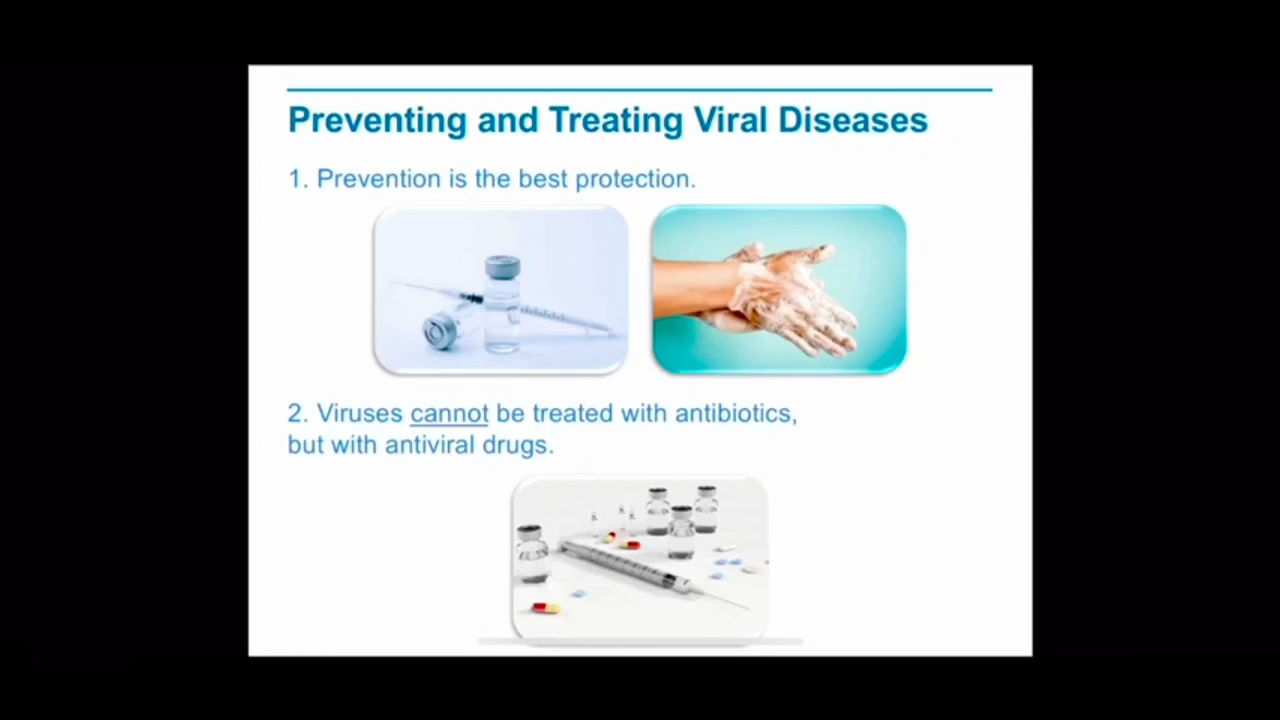 Preventing and Treating Viral Diseases
1. Prevention is the best protection.
2. Viruses cannot be treated with antibiotics,
but with antiviral drugs.